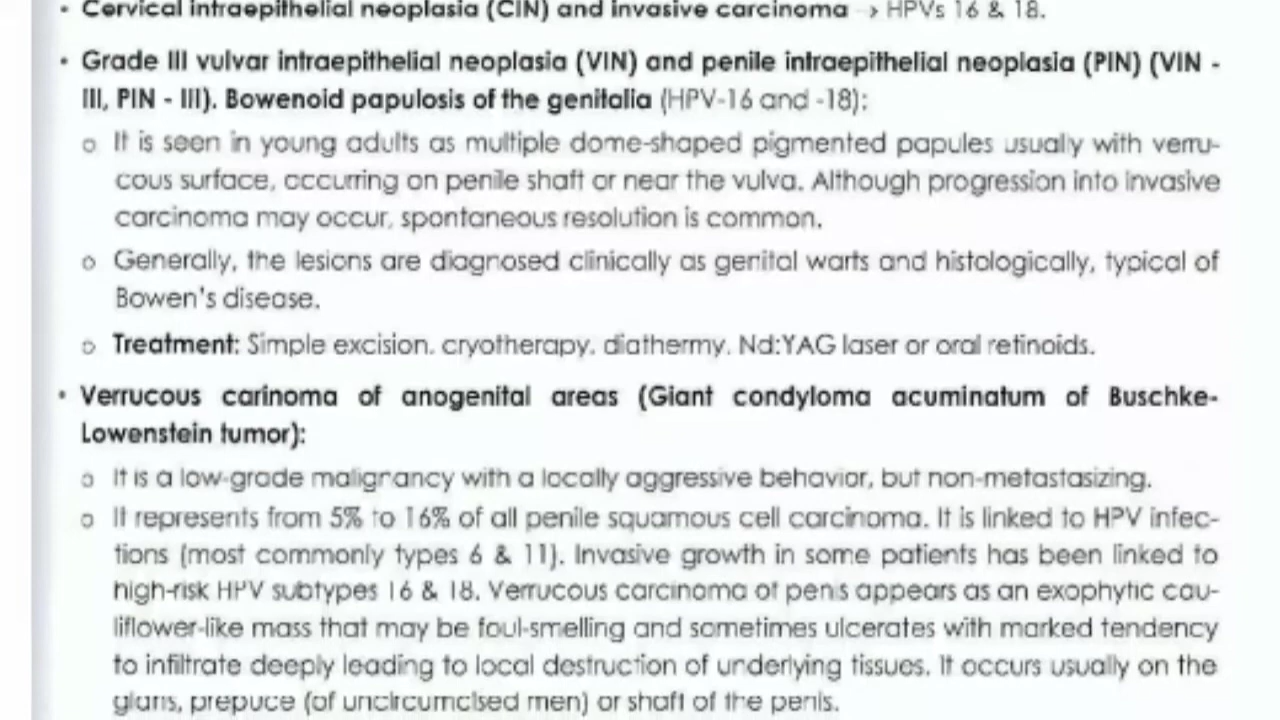 • Cervical intraepithelial neoplasia (CIN) and invasive carcinoma → HPVs 16 & 18.
• Grade III vulvar intraepithelial neoplasia (VIN) and penile intraepithelial neoplasia (PIN) (VIN -
III, PIN - III). Bowenoid papulosis of the genitalia (HPV-16 and -18):
o It is seen in young adults as multiple dome-shaped pigmented papules usually with verru-
cous surface, occurring on penile shaft or near the vulva. Although progression into invasive
carcinoma may occur, spontaneous resolution is common.
o Generally, the lesions are diagnosed clinically as genital warts and histologically, typical of
Bowen's disease.
o Treatment: Simple excision, cryotherapy, diathermy, Nd:YAG laser or oral retinoids.
• Verrucous carinoma of anogenital areas (Giant condyloma acuminatum of Buschke-
Lowenstein tumor):
o It is a low-grade malignancy with a locally aggressive behavior, but non-metastasizing.
o It represents from 5% to 16% of all penile squamous cell carcinoma. It is linked to HPV infec-
tions (most commonly types 6 & 11). Invasive growth in some patients has been linked to
high-risk HPV subtypes 16 & 18. Verrucous carcinoma of penis appears as an exophytic cau-
liflower-like mass that may be foul-smelling and sometimes ulcerates with marked tendency
to infiltrate deeply leading to local destruction of underlying tissues. It occurs usually on the
glans, prepuce (of uncircumcised men) or shaft of the penis.